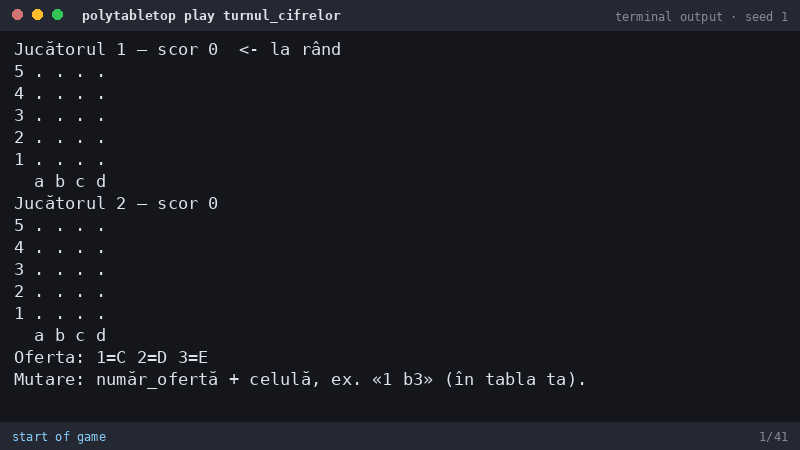 polytabletop play turnul_cifrelor
terminal output · seed 1
Jucătorul 1 — scor 0  <- la rând
5 . . . .
4 . . . .
3 . . . .
2 . . . .
1 . . . .
  a b c d
Jucătorul 2 — scor 0
5 . . . .
4 . . . .
3 . . . .
2 . . . .
1 . . . .
  a b c d
Oferta: 1=C 2=D 3=E
Mutare: număr_ofertă + celulă, ex. «1 b3» (în tabla ta).
start of game
1/41